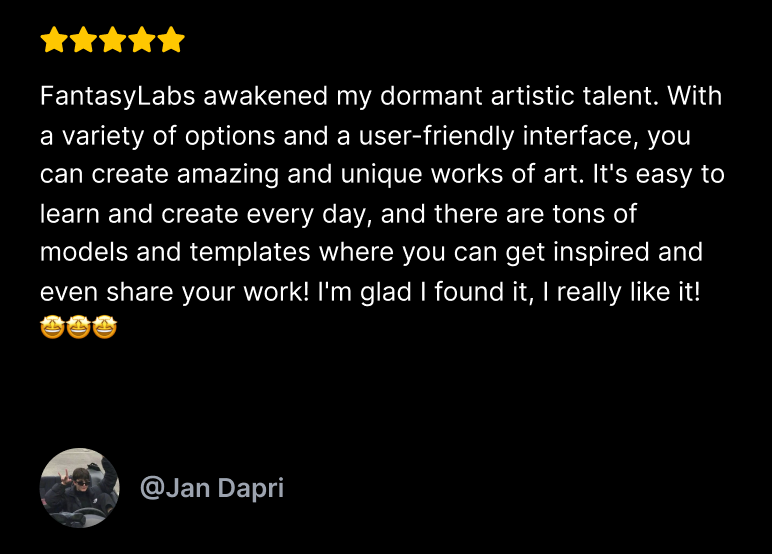 FantasyLabs awakened my dormant artistic talent. With
a variety of options and a user-friendly interface, you
can create amazing and unique works of art. It's easy to
learn and create every day, and there are tons of
models and templates where you can get inspired and
even share your work! I'm glad I found it, I really like it!
🤩🤩🤩
@Jan Dapri